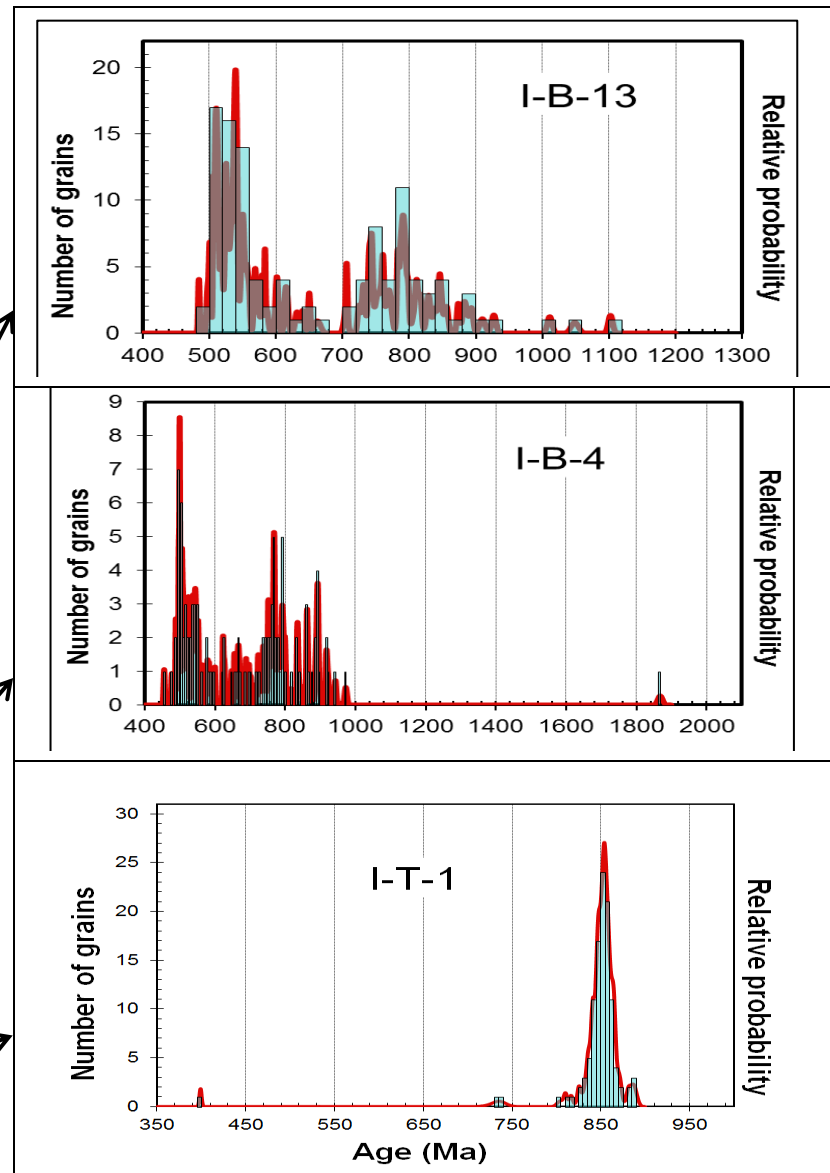 I-B-13
Number of grains
Relative probability
20
15
10
5
0
400 500 600 700 800 900 1000 1100 1200 1300
I-B-4
Number of grains
Relative probability
9
8
7
6
5
4
3
2
1
0
400 600 800 1000 1200 1400 1600 1800 2000
I-T-1
Number of grains
Relative probability
30
25
20
15
10
5
0
350 450 550 650 750 850 950
Age (Ma)